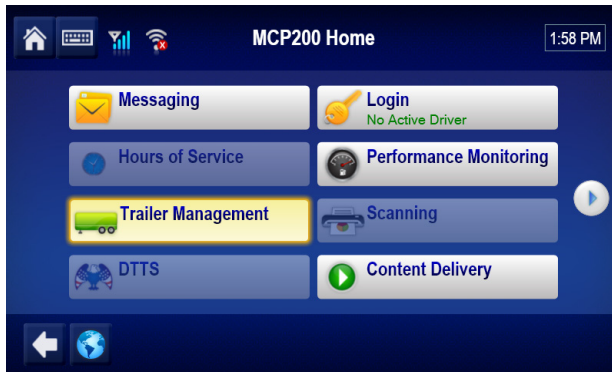 MCP200 Home
1:58 PM
Messaging
Login
No Active Driver
Hours of Service
Performance Monitoring
Trailer Management
Scanning
DTTS
Content Delivery